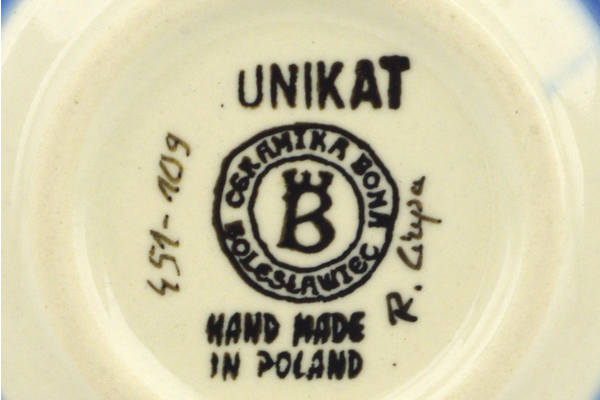 UNIKAT
CERAMIKA BONA
BOLESŁAWIEC
B
451-109
HAND MADE
IN POLAND
R.